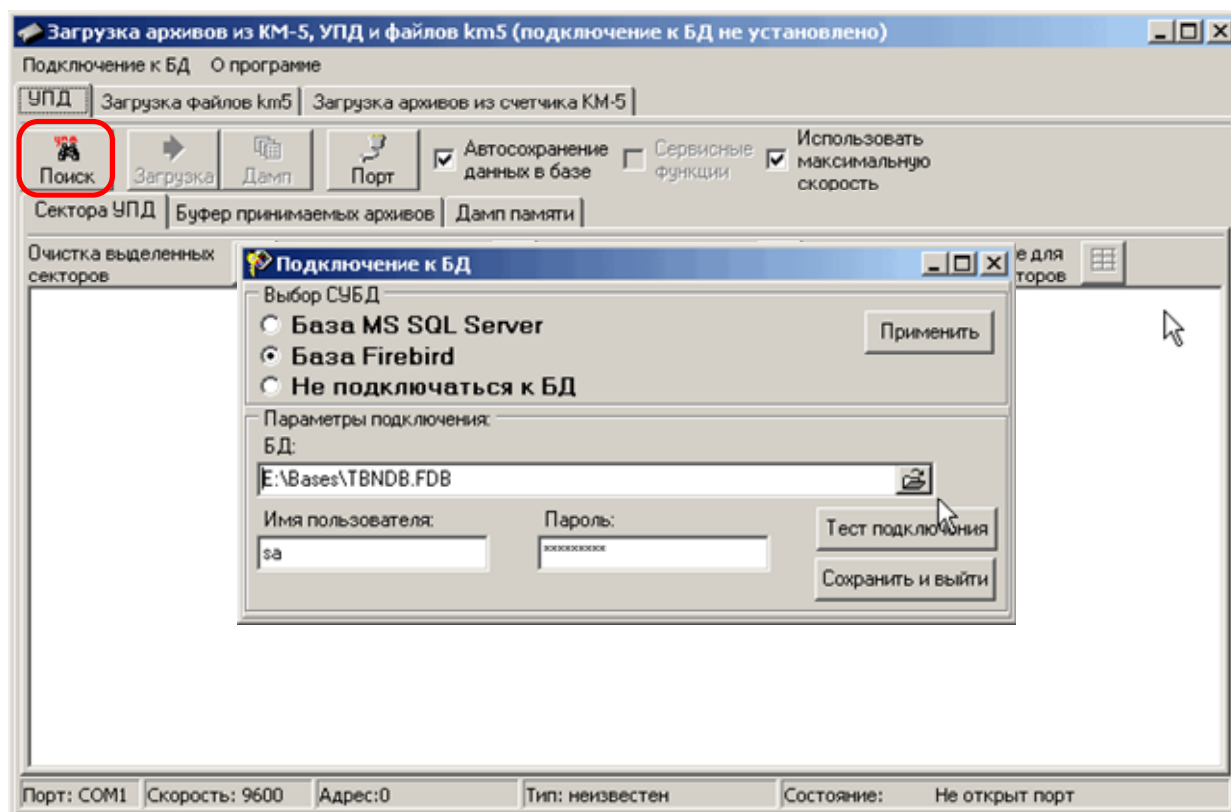 Загрузка архивов из КМ-5, УПД и файлов km5 (подключение к БД не установлено)
Подключение к БД О программе
УПД Загрузка файлов km5 Загрузка архивов из счетчика КМ-5
Поиск Загрузка Дамп Порт
Автосохранение
данных в базе
Сервисные
функции
Использовать
максимальную
скорость
Сектора УПД Буфер принимаемых архивов Дамп памяти
Очистка выделенных
секторов
е для
торов
Подключение к БД
Выбор СУБД
База MS SQL Server
База Firebird
Не подключаться к БД
Применить
Параметры подключения:
БД:
E:\Bases\TBNDB.FDB
Имя пользователя: Пароль:
sa *********
Тест подключения
Сохранить и выйти
Порт: COM1 Скорость: 9600 Адрес:0 Тип: неизвестен Состояние: Не открыт порт